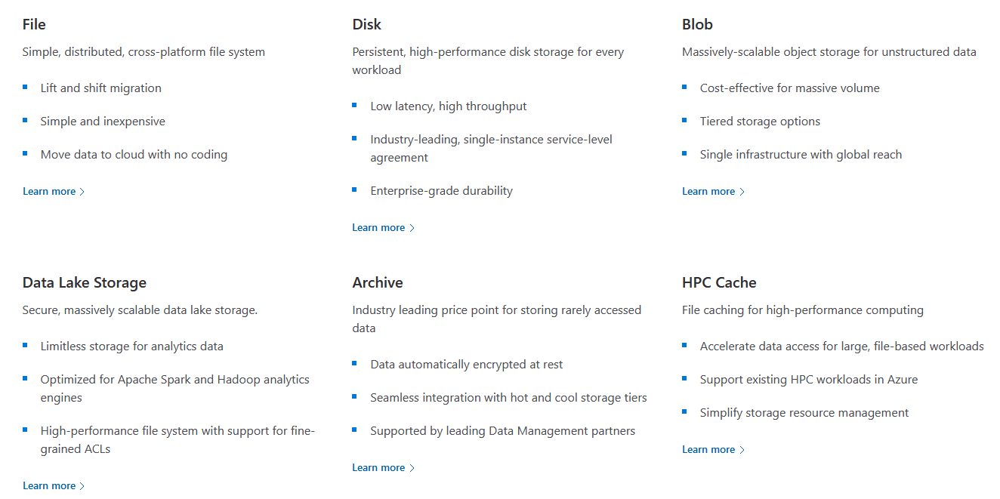 File
Simple, distributed, cross-platform file system
Lift and shift migration
Simple and inexpensive
Move data to cloud with no coding
Learn more
Disk
Persistent, high-performance disk storage for every
workload
Low latency, high throughput
Industry-leading, single-instance service-level
agreement
Enterprise-grade durability
Learn more
Blob
Massively-scalable object storage for unstructured data
Cost-effective for massive volume
Tiered storage options
Single infrastructure with global reach
Learn more
Data Lake Storage
Secure, massively scalable data lake storage.
Limitless storage for analytics data
Optimized for Apache Spark and Hadoop analytics
engines
High-performance file system with support for fine-
grained ACLs
Learn more
Archive
Industry leading price point for storing rarely accessed
data
Data automatically encrypted at rest
Seamless integration with hot and cool storage tiers
Supported by leading Data Management partners
Learn more
HPC Cache
File caching for high-performance computing
Accelerate data access for large, file-based workloads
Support existing HPC workloads in Azure
Simplify storage resource management
Learn more